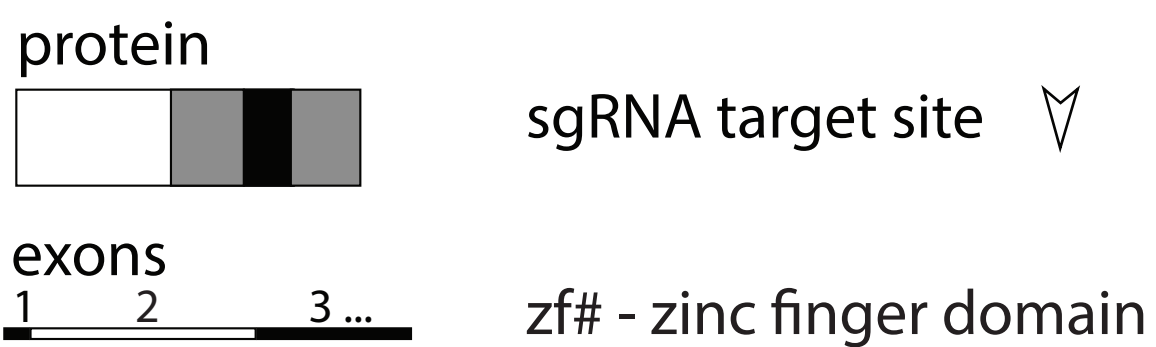 protein
sgRNA target site
exons
1 2 3 ...
zf# - zinc finger domain